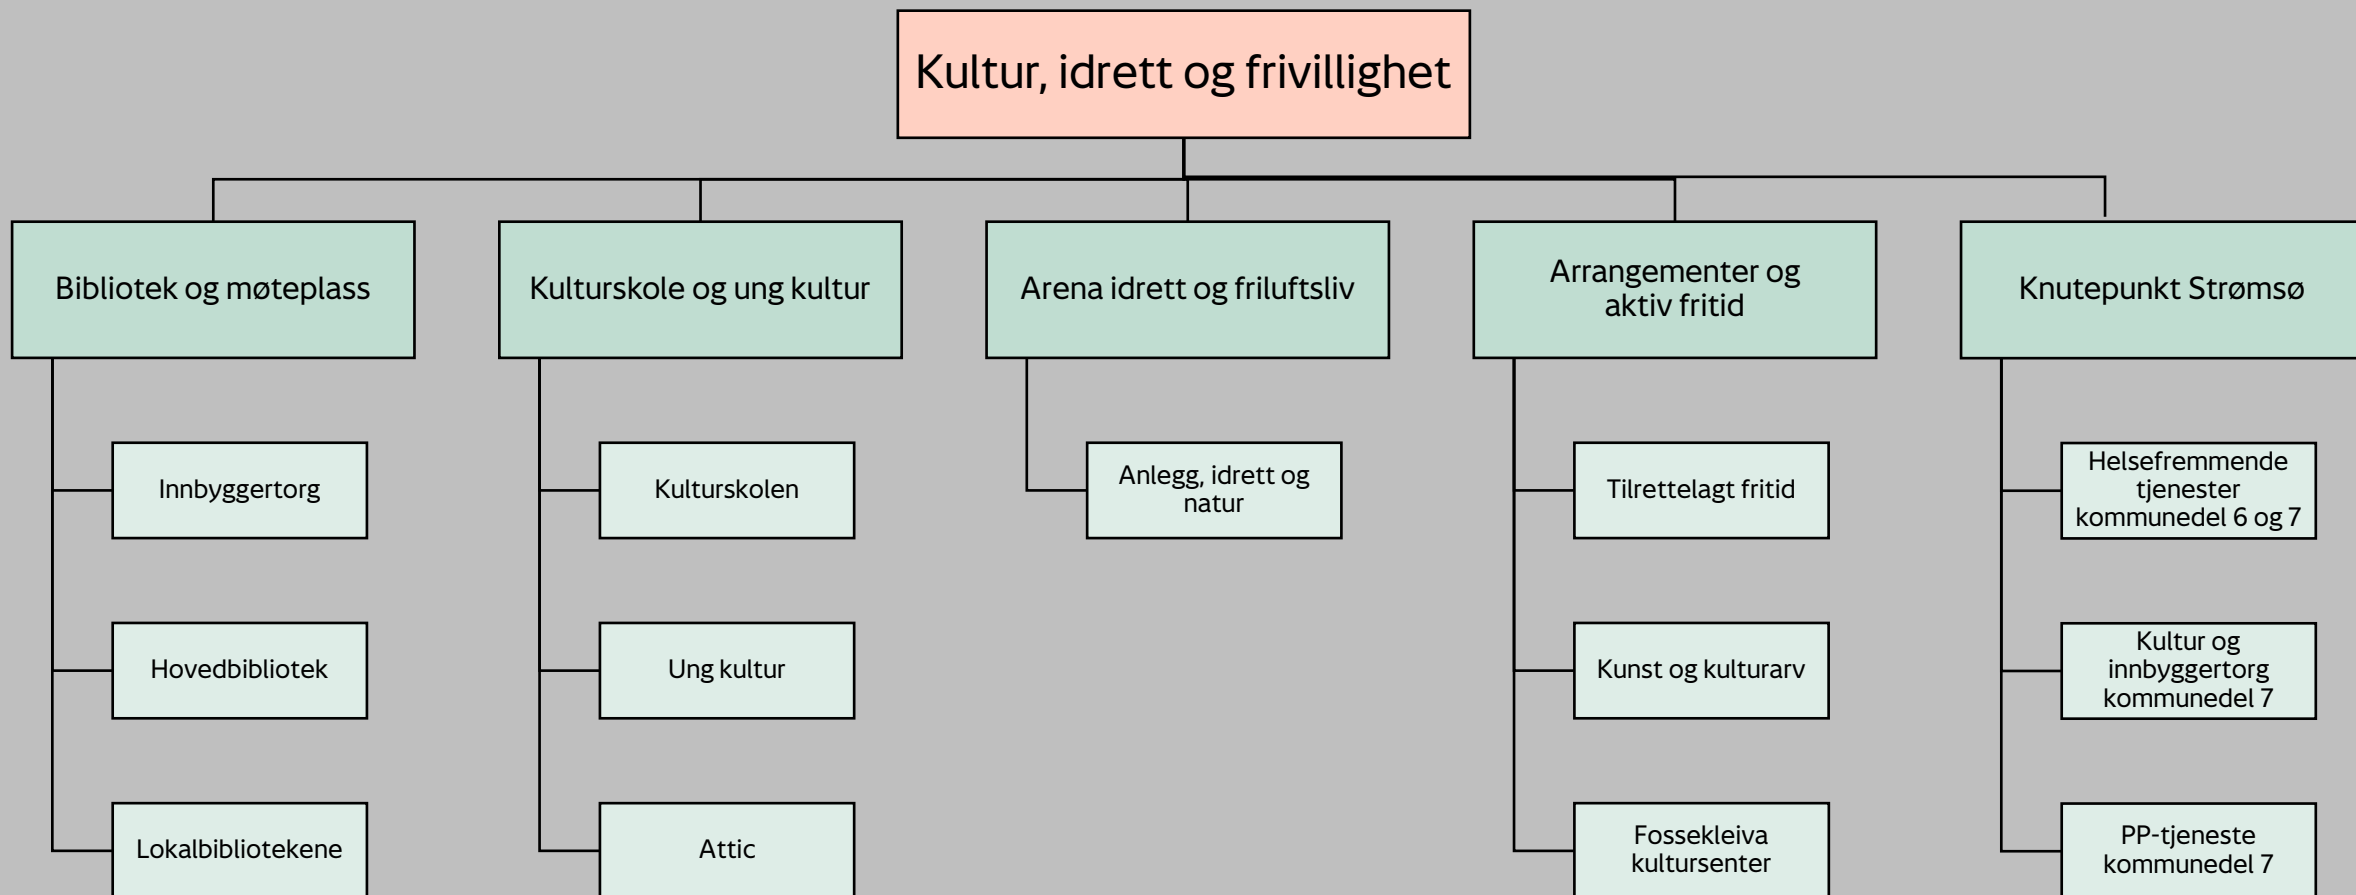 Kultur, idrett og frivillighet
Bibliotek og møteplass
Kulturskole og ung kultur
Arena idrett og friluftsliv
Arrangementer og
aktiv fritid
Knutepunkt Strømsø
Innbyggertorg
Kulturskolen
Anlegg, idrett og
natur
Tilrettelagt fritid
Helsefremmende
tjenester
kommunedel 6 og 7
Hovedbibliotek
Ung kultur
Kunst og kulturarv
Kultur og
innbyggertorg
kommunedel 7
Lokalbibliotekene
Attic
Fossekleiva
kultursenter
PP-tjeneste
kommunedel 7